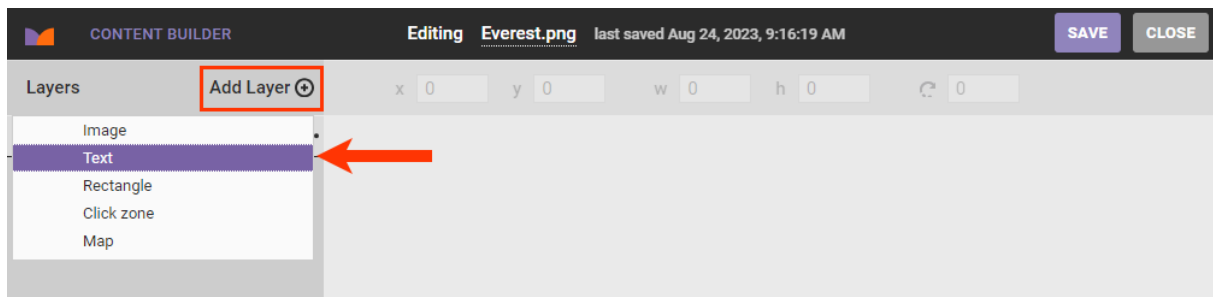 CONTENT BUILDER Editing Everest.png last saved Aug 24, 2023, 9:16:19 AM SAVE CLOSE
Layers Add Layer x 0 y 0 w 0 h 0 0
Image
Text
Rectangle
Click zone
Map